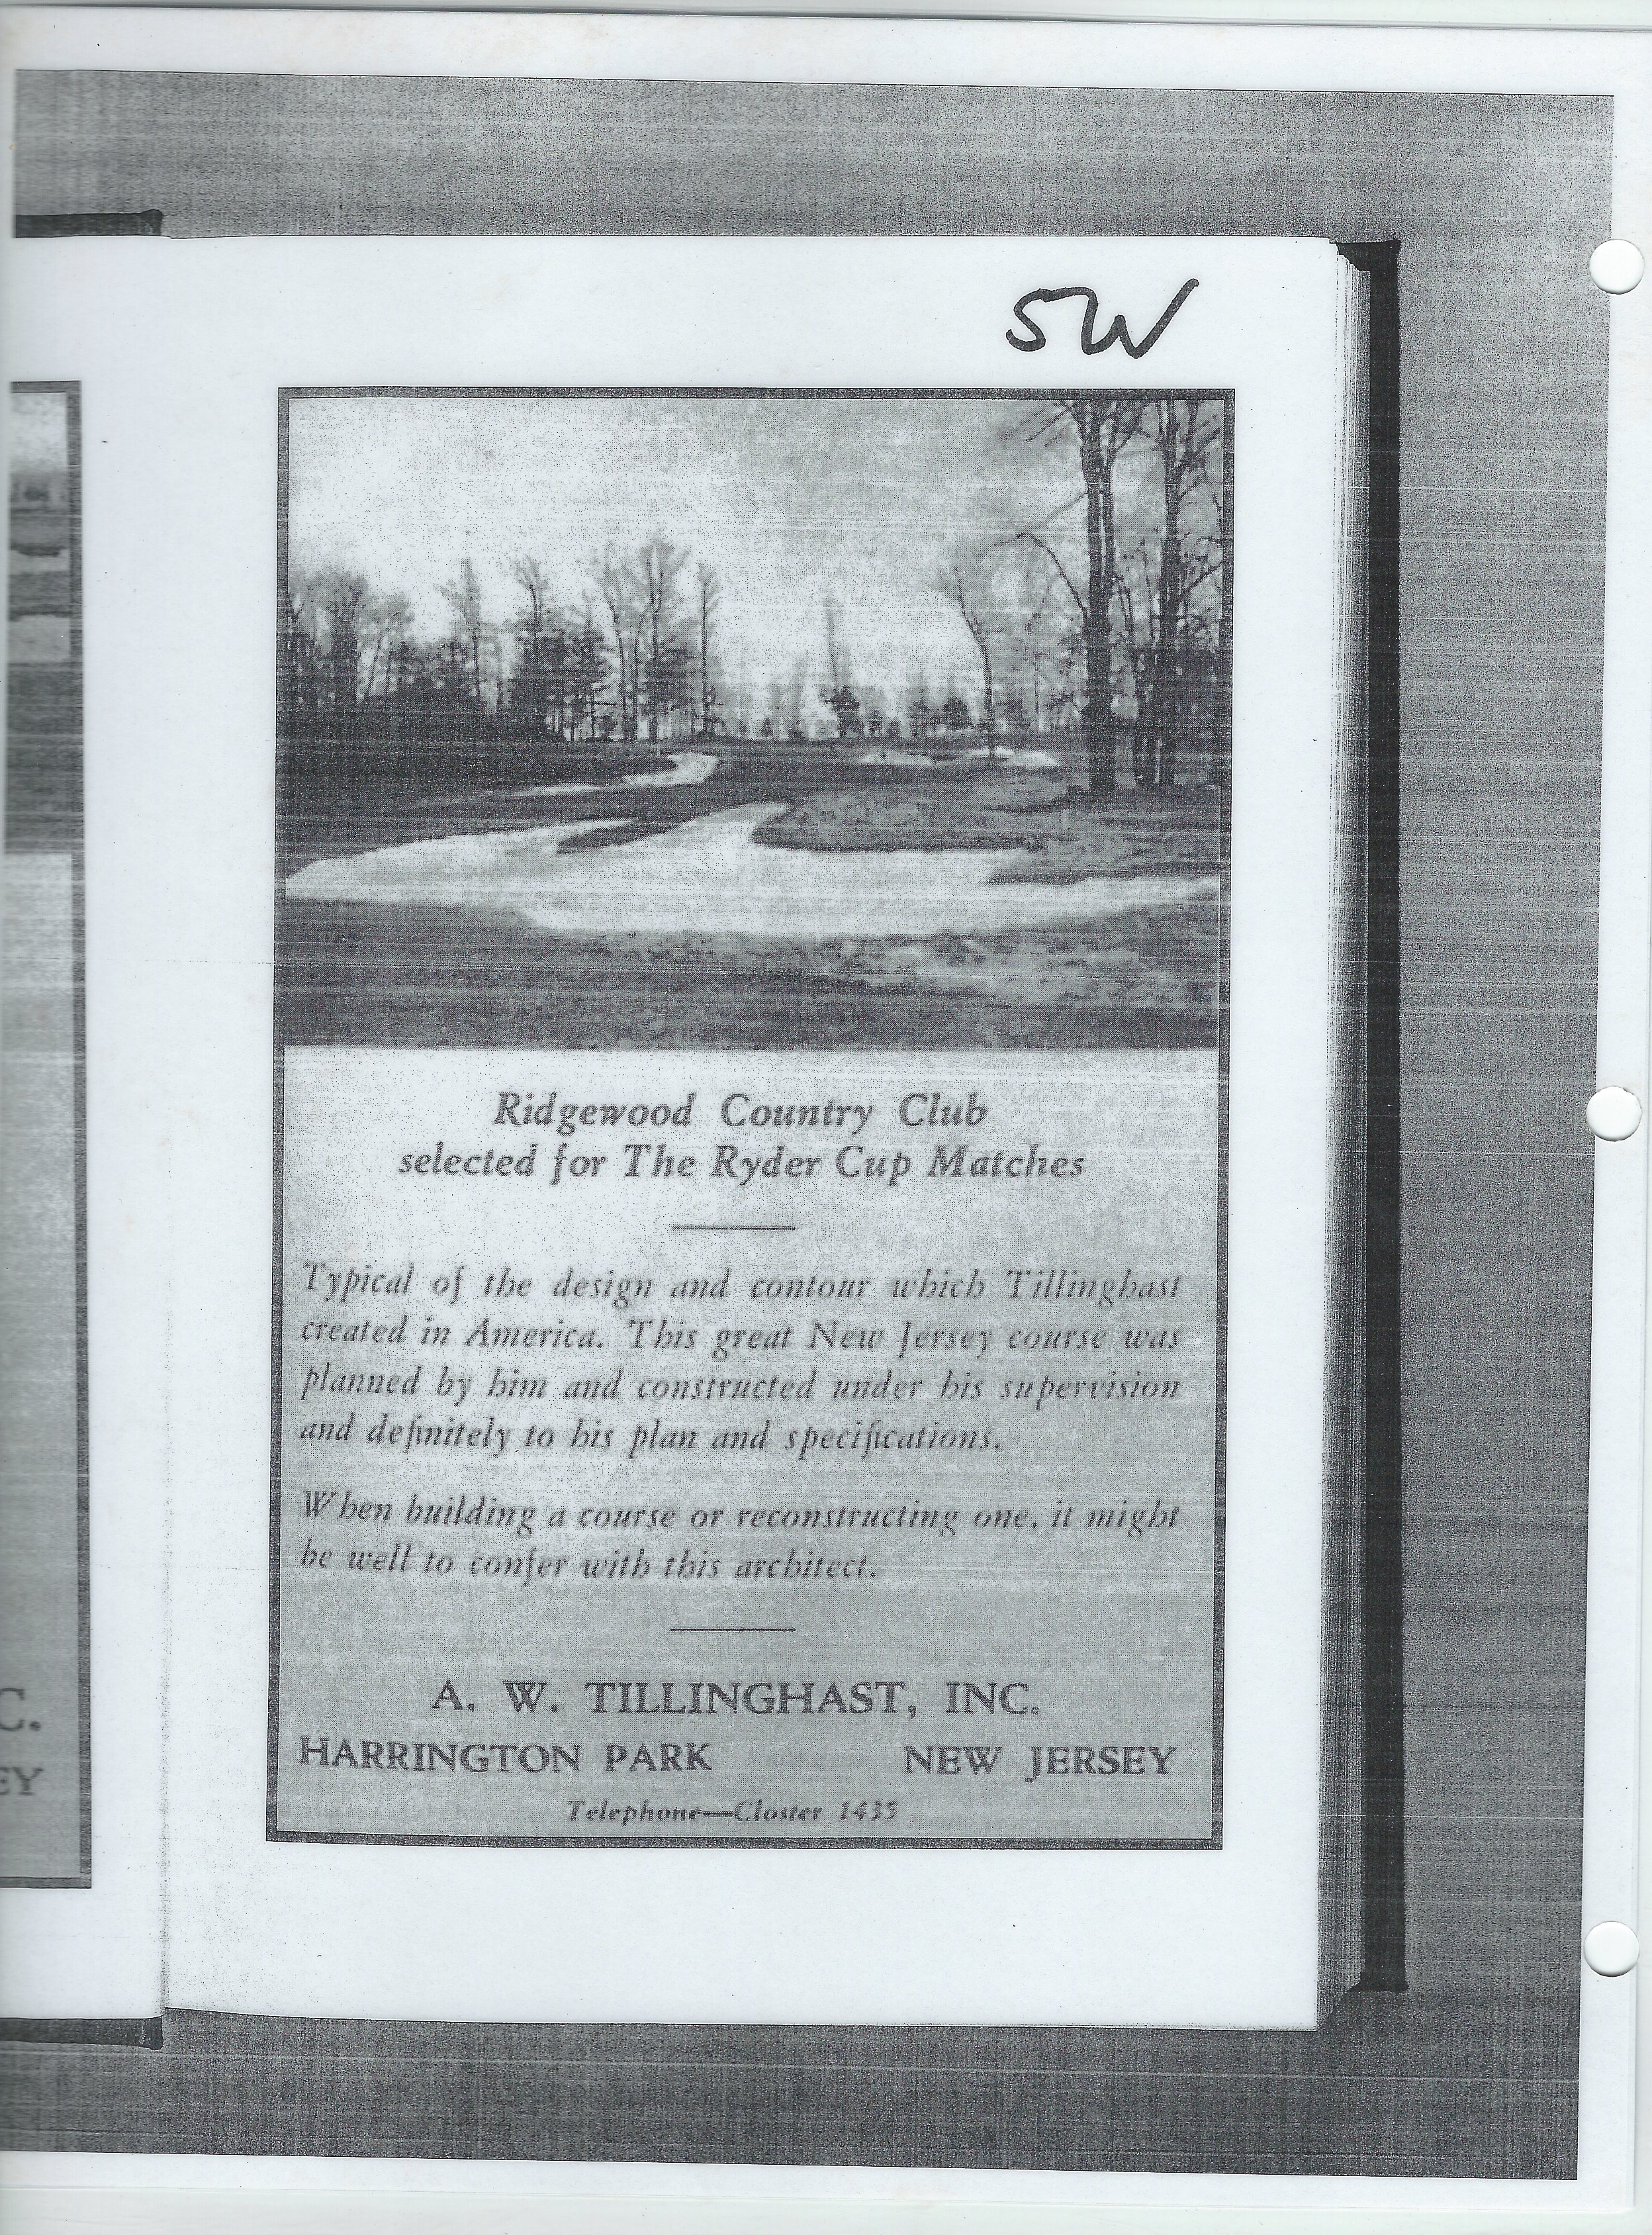 5W
Ridgewood Country Club
selected for The Ryder Cup Matches
Typical of the design and contour which Tillinghast
created in America. This great New Jersey course was
planned by him and constructed under his supervision
and definitely to his plan and specifications.
When building a course or reconstructing one, it might
be well to confer with this architect.
A. W. TILLINGHAST, INC.
HARRINGTON PARK NEW JERSEY
Telephone—Closter 1435
C.
EY